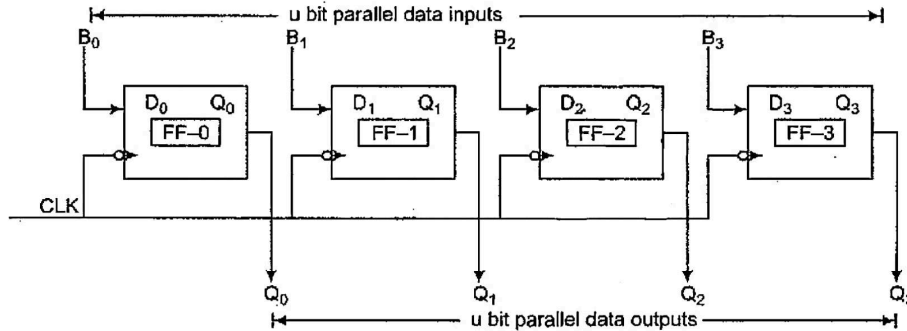 u bit parallel data inputs
B0 B1 B2 B3
D0 Q0 D1 Q1 D2 Q2 D3 Q3
FF–0 FF–1 FF–2 FF–3
CLK
Q0 Q1 Q2 Q
u bit parallel data outputs